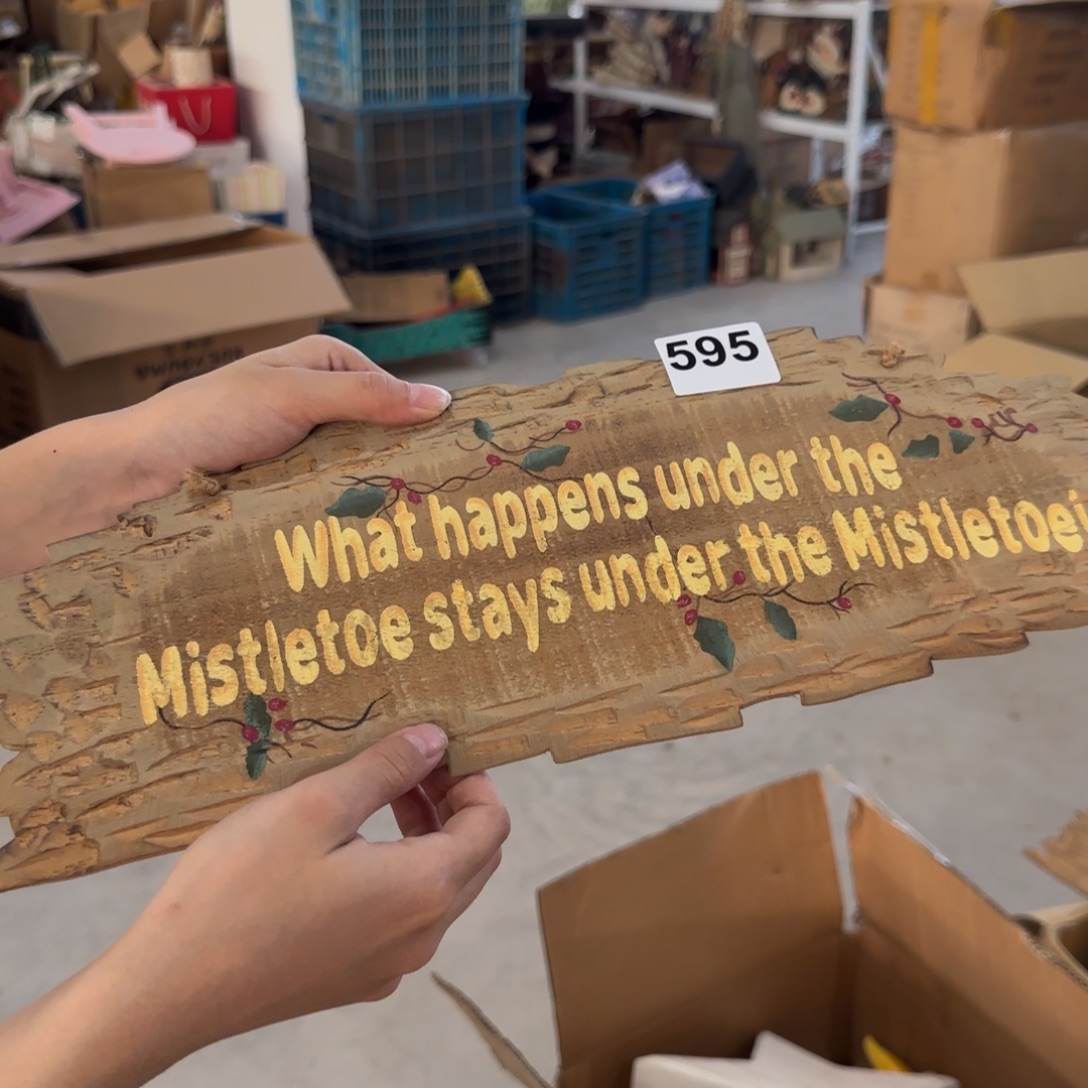 595
What happens under the
Mistletoe stays under the Mistletoe¡